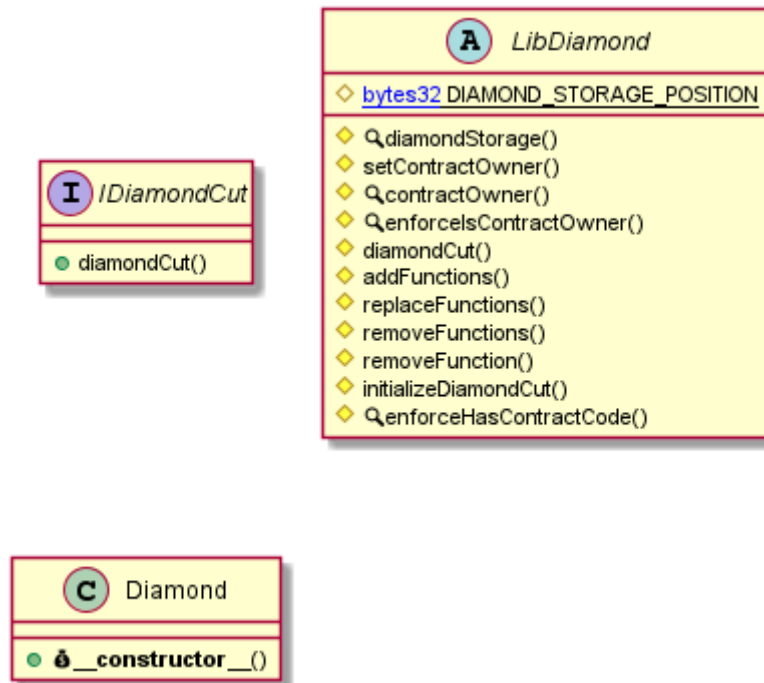 A LibDiamond
bytes32 DIAMOND_STORAGE_POSITION
diamondStorage()
setContractOwner()
contractOwner()
enforceIsContractOwner()
diamondCut()
addFunctions()
replaceFunctions()
removeFunctions()
removeFunction()
initializeDiamondCut()
enforceHasContractCode()
I IDiamondCut
diamondCut()
C Diamond
__constructor__()